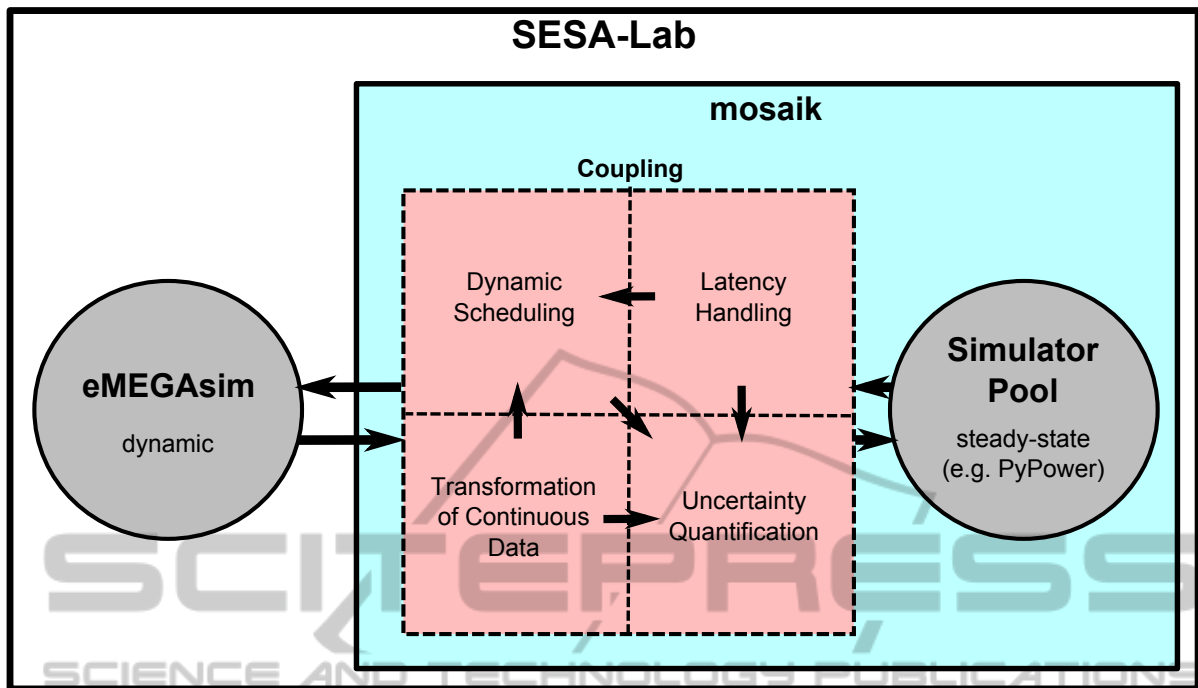 SESA-Lab
mosaik
Coupling
Dynamic
Scheduling
Latency
Handling
eMEGAsim
dynamic
Simulator
Pool
steady-state
(e.g. PyPower)
Transformation
of Continuous
Data
Uncertainty
Quantification
SCITEPRESS
SCIENCE AND TECHNOLOGY PUBLICATIONS